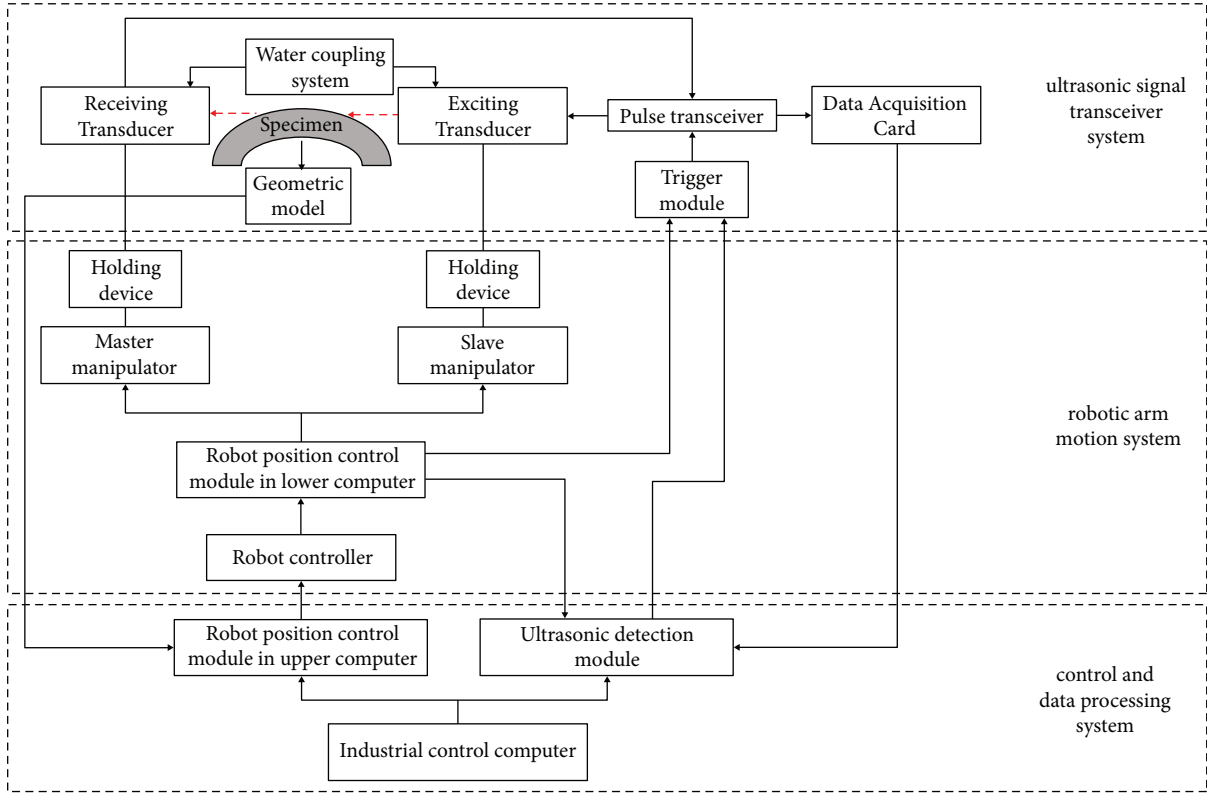 Water coupling
system
Receiving
Transducer
Specimen
Exciting
Transducer
Pulse transceiver
Data Acquisition
Card
ultrasonic signal
transceiver
system
Geometric
model
Trigger
module
Holding
device
Holding
device
Master
manipulator
Slave
manipulator
robotic arm
motion system
Robot position control
module in lower computer
Robot controller
Robot position control
module in upper computer
Ultrasonic detection
module
control and
data processing
system
Industrial control computer